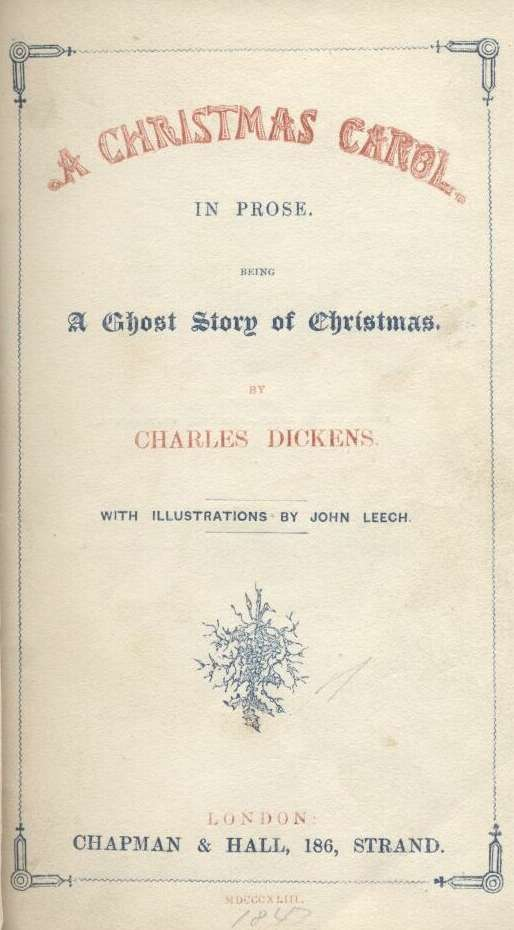 A CHRISTMAS CAROL.
IN PROSE.
BEING
A Ghost Story of Christmas.
BY
CHARLES DICKENS.
WITH ILLUSTRATIONS BY JOHN LEECH.
LONDON:
CHAPMAN & HALL, 186, STRAND.
MDCCCXLIII.